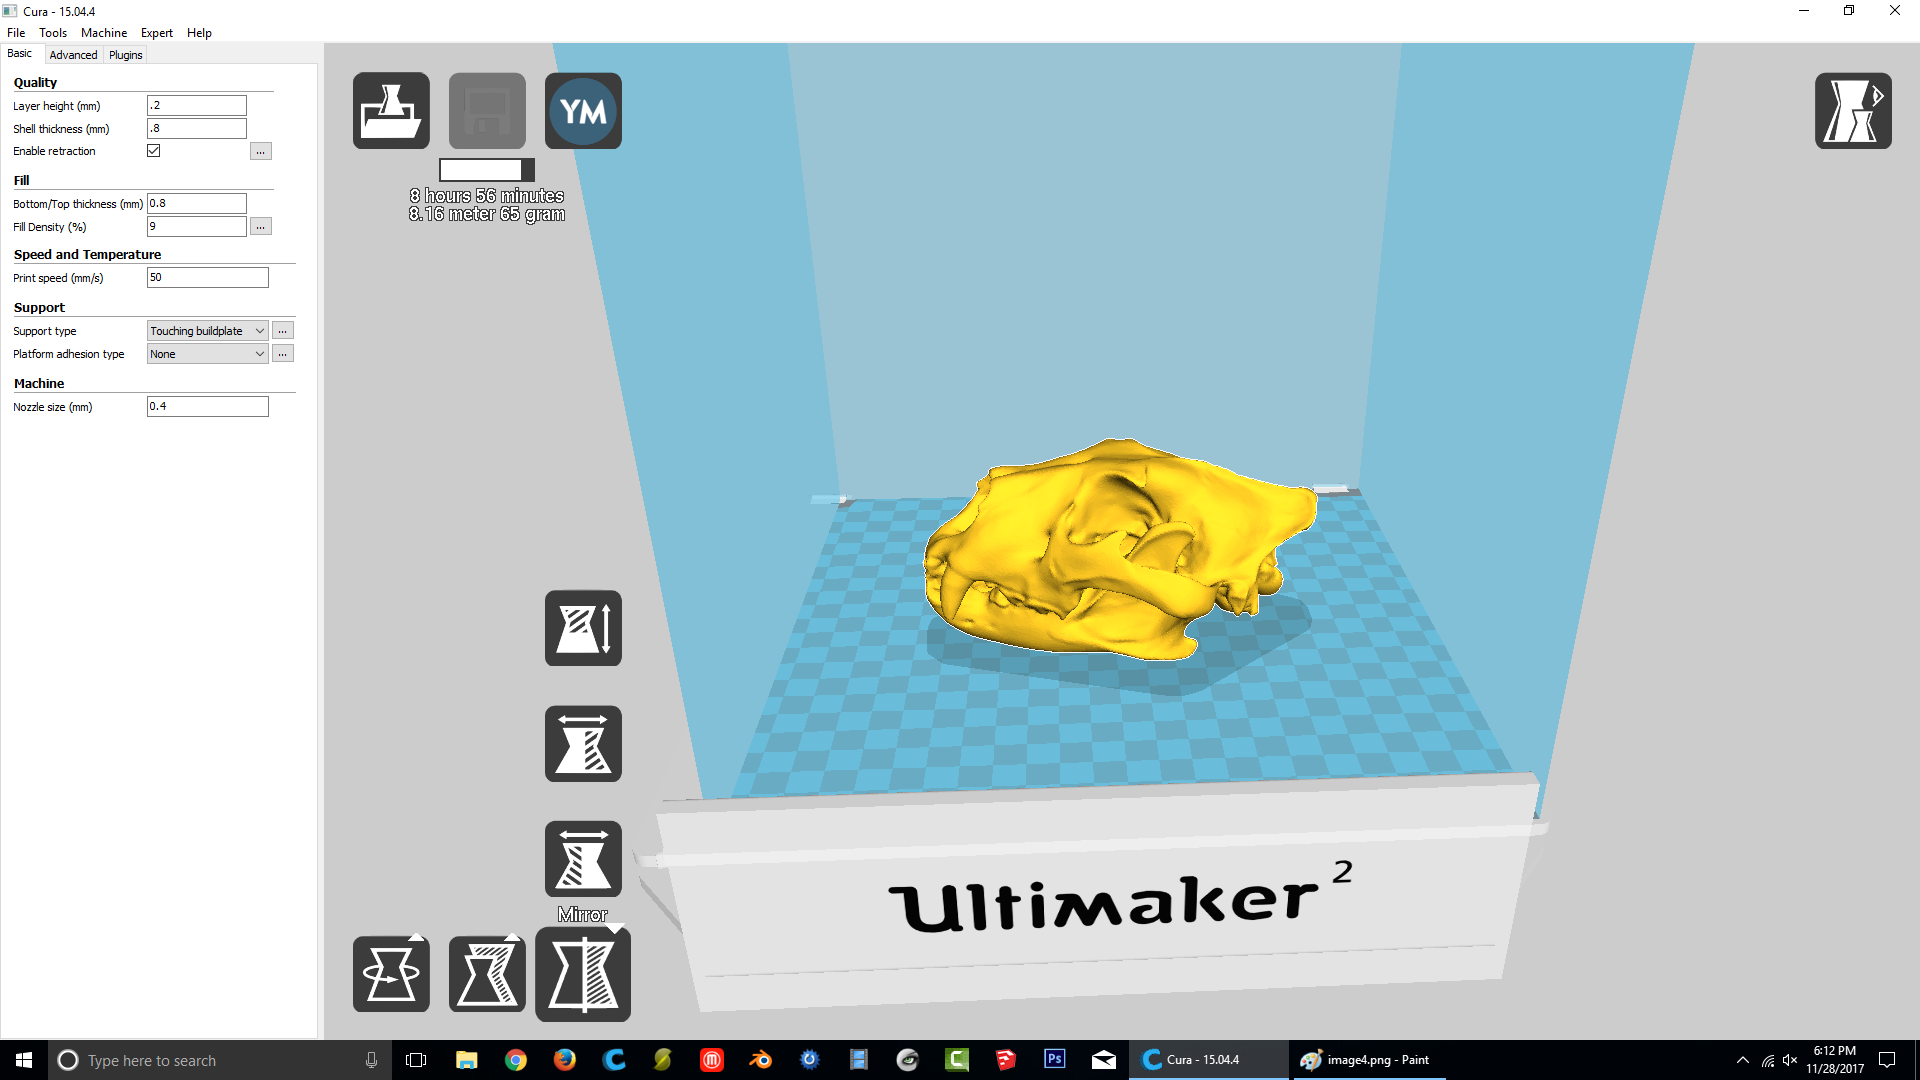 Cura - 15.04.4
File Tools Machine Expert Help
Basic Advanced Plugins
Quality
Layer height (mm) .2
Shell thickness (mm) .8
Enable retraction ...
Fill
Bottom/Top thickness (mm) 0.8
Fill Density (%) 9 ...
Speed and Temperature
Print speed (mm/s) 50
Support
Support type Touching buildplate ...
Platform adhesion type None ...
Machine
Nozzle size (mm) 0.4
YM
8 hours 56 minutes
8.16 meter 65 gram
Mirror
Ultimaker 2
Type here to search
Ps
Cura - 15.04.4
image4.png - Paint
6:12 PM
11/28/2017